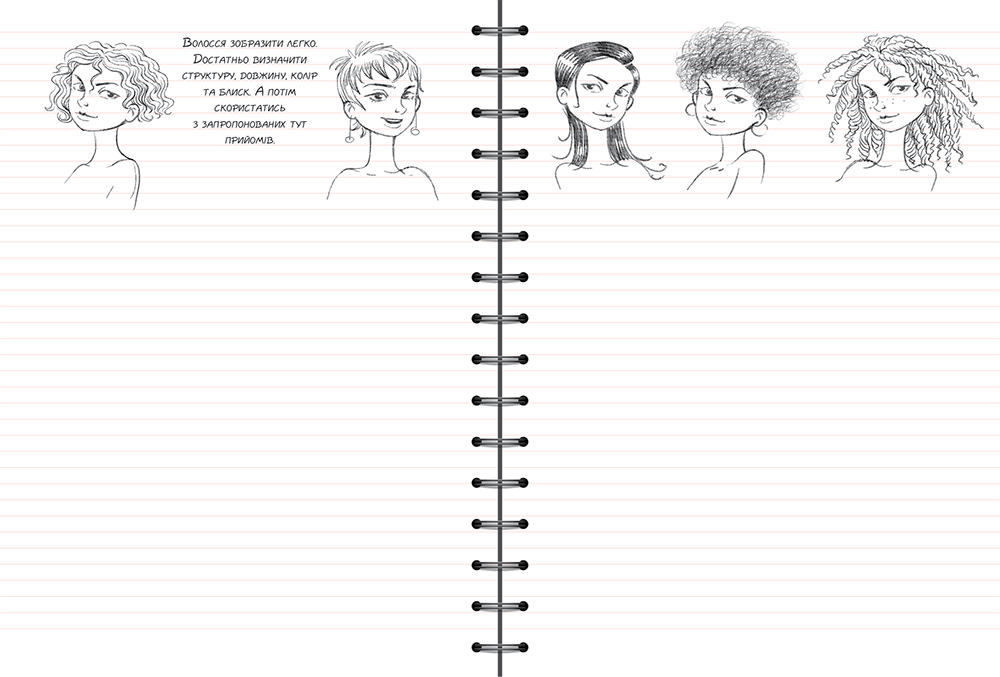 Волосся зобразити легко.
Достатньо визначити
структуру, довжину, колір
та блиск. А потім
скористатись
з запропонованих тут
прийомів.